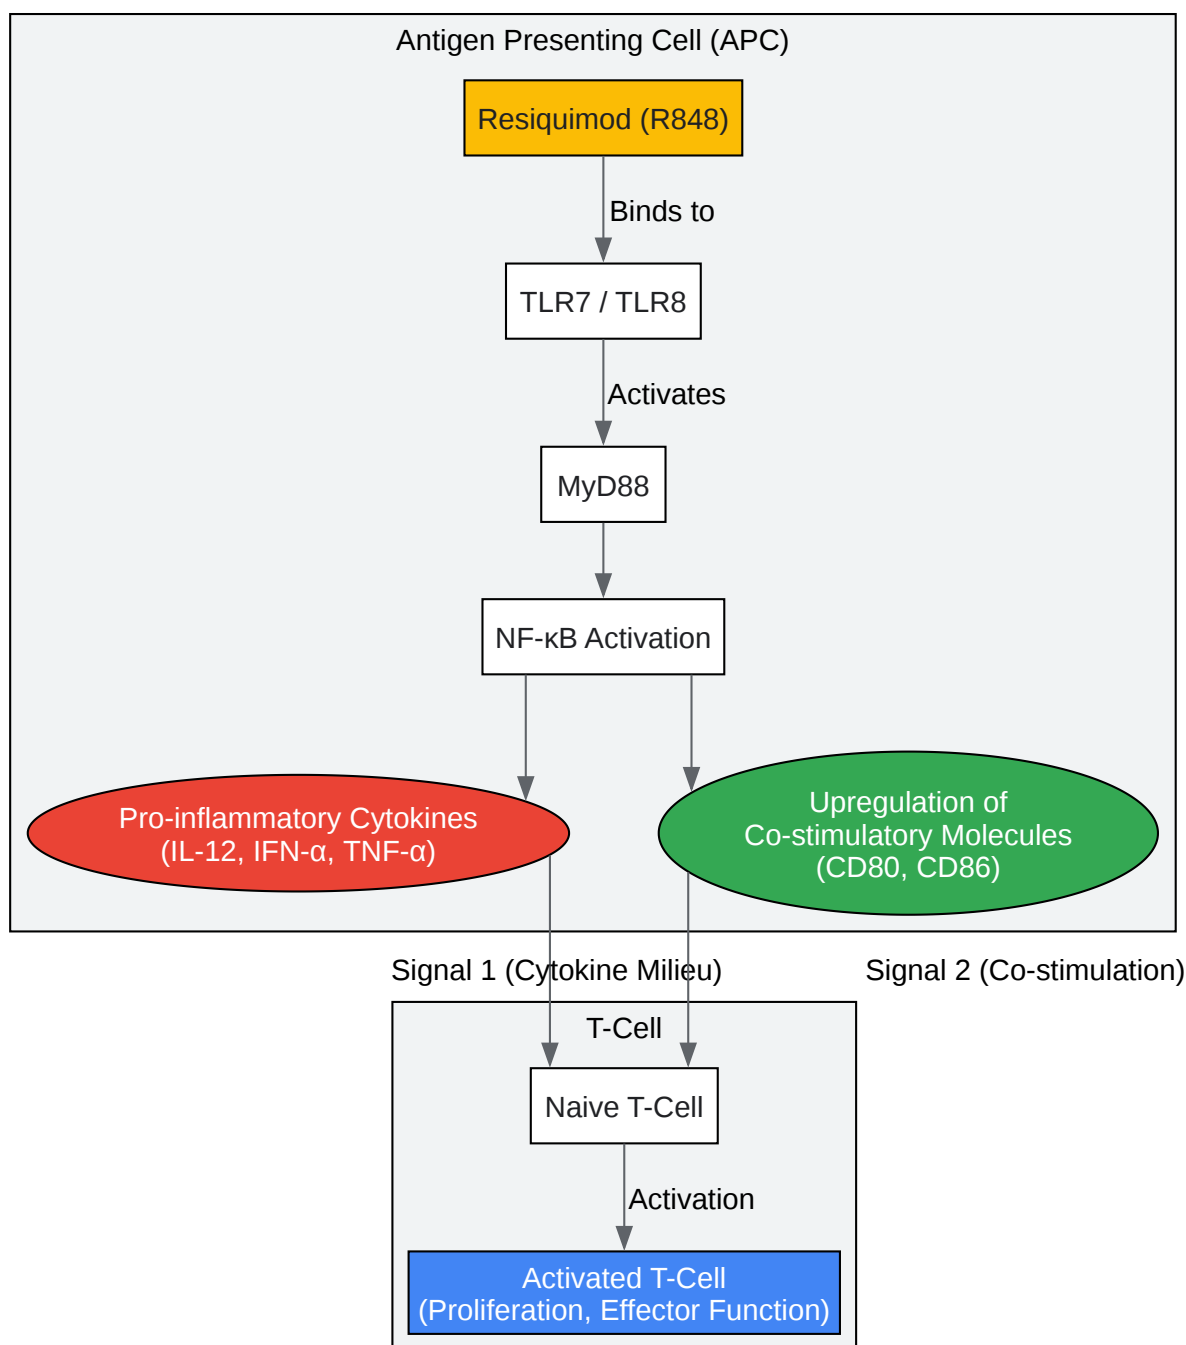 Antigen Presenting Cell (APC)
Resiquimod (R848)
Binds to
TLR7 / TLR8
Activates
MyD88
NF-κB Activation
Pro-inflammatory Cytokines
(IL-12, IFN-α, TNF-α)
Upregulation of
Co-stimulatory Molecules
(CD80, CD86)
Signal 1 (Cytokine Milieu)
Signal 2 (Co-stimulation)
T-Cell
Naive T-Cell
Activation
Activated T-Cell
(Proliferation, Effector Function)